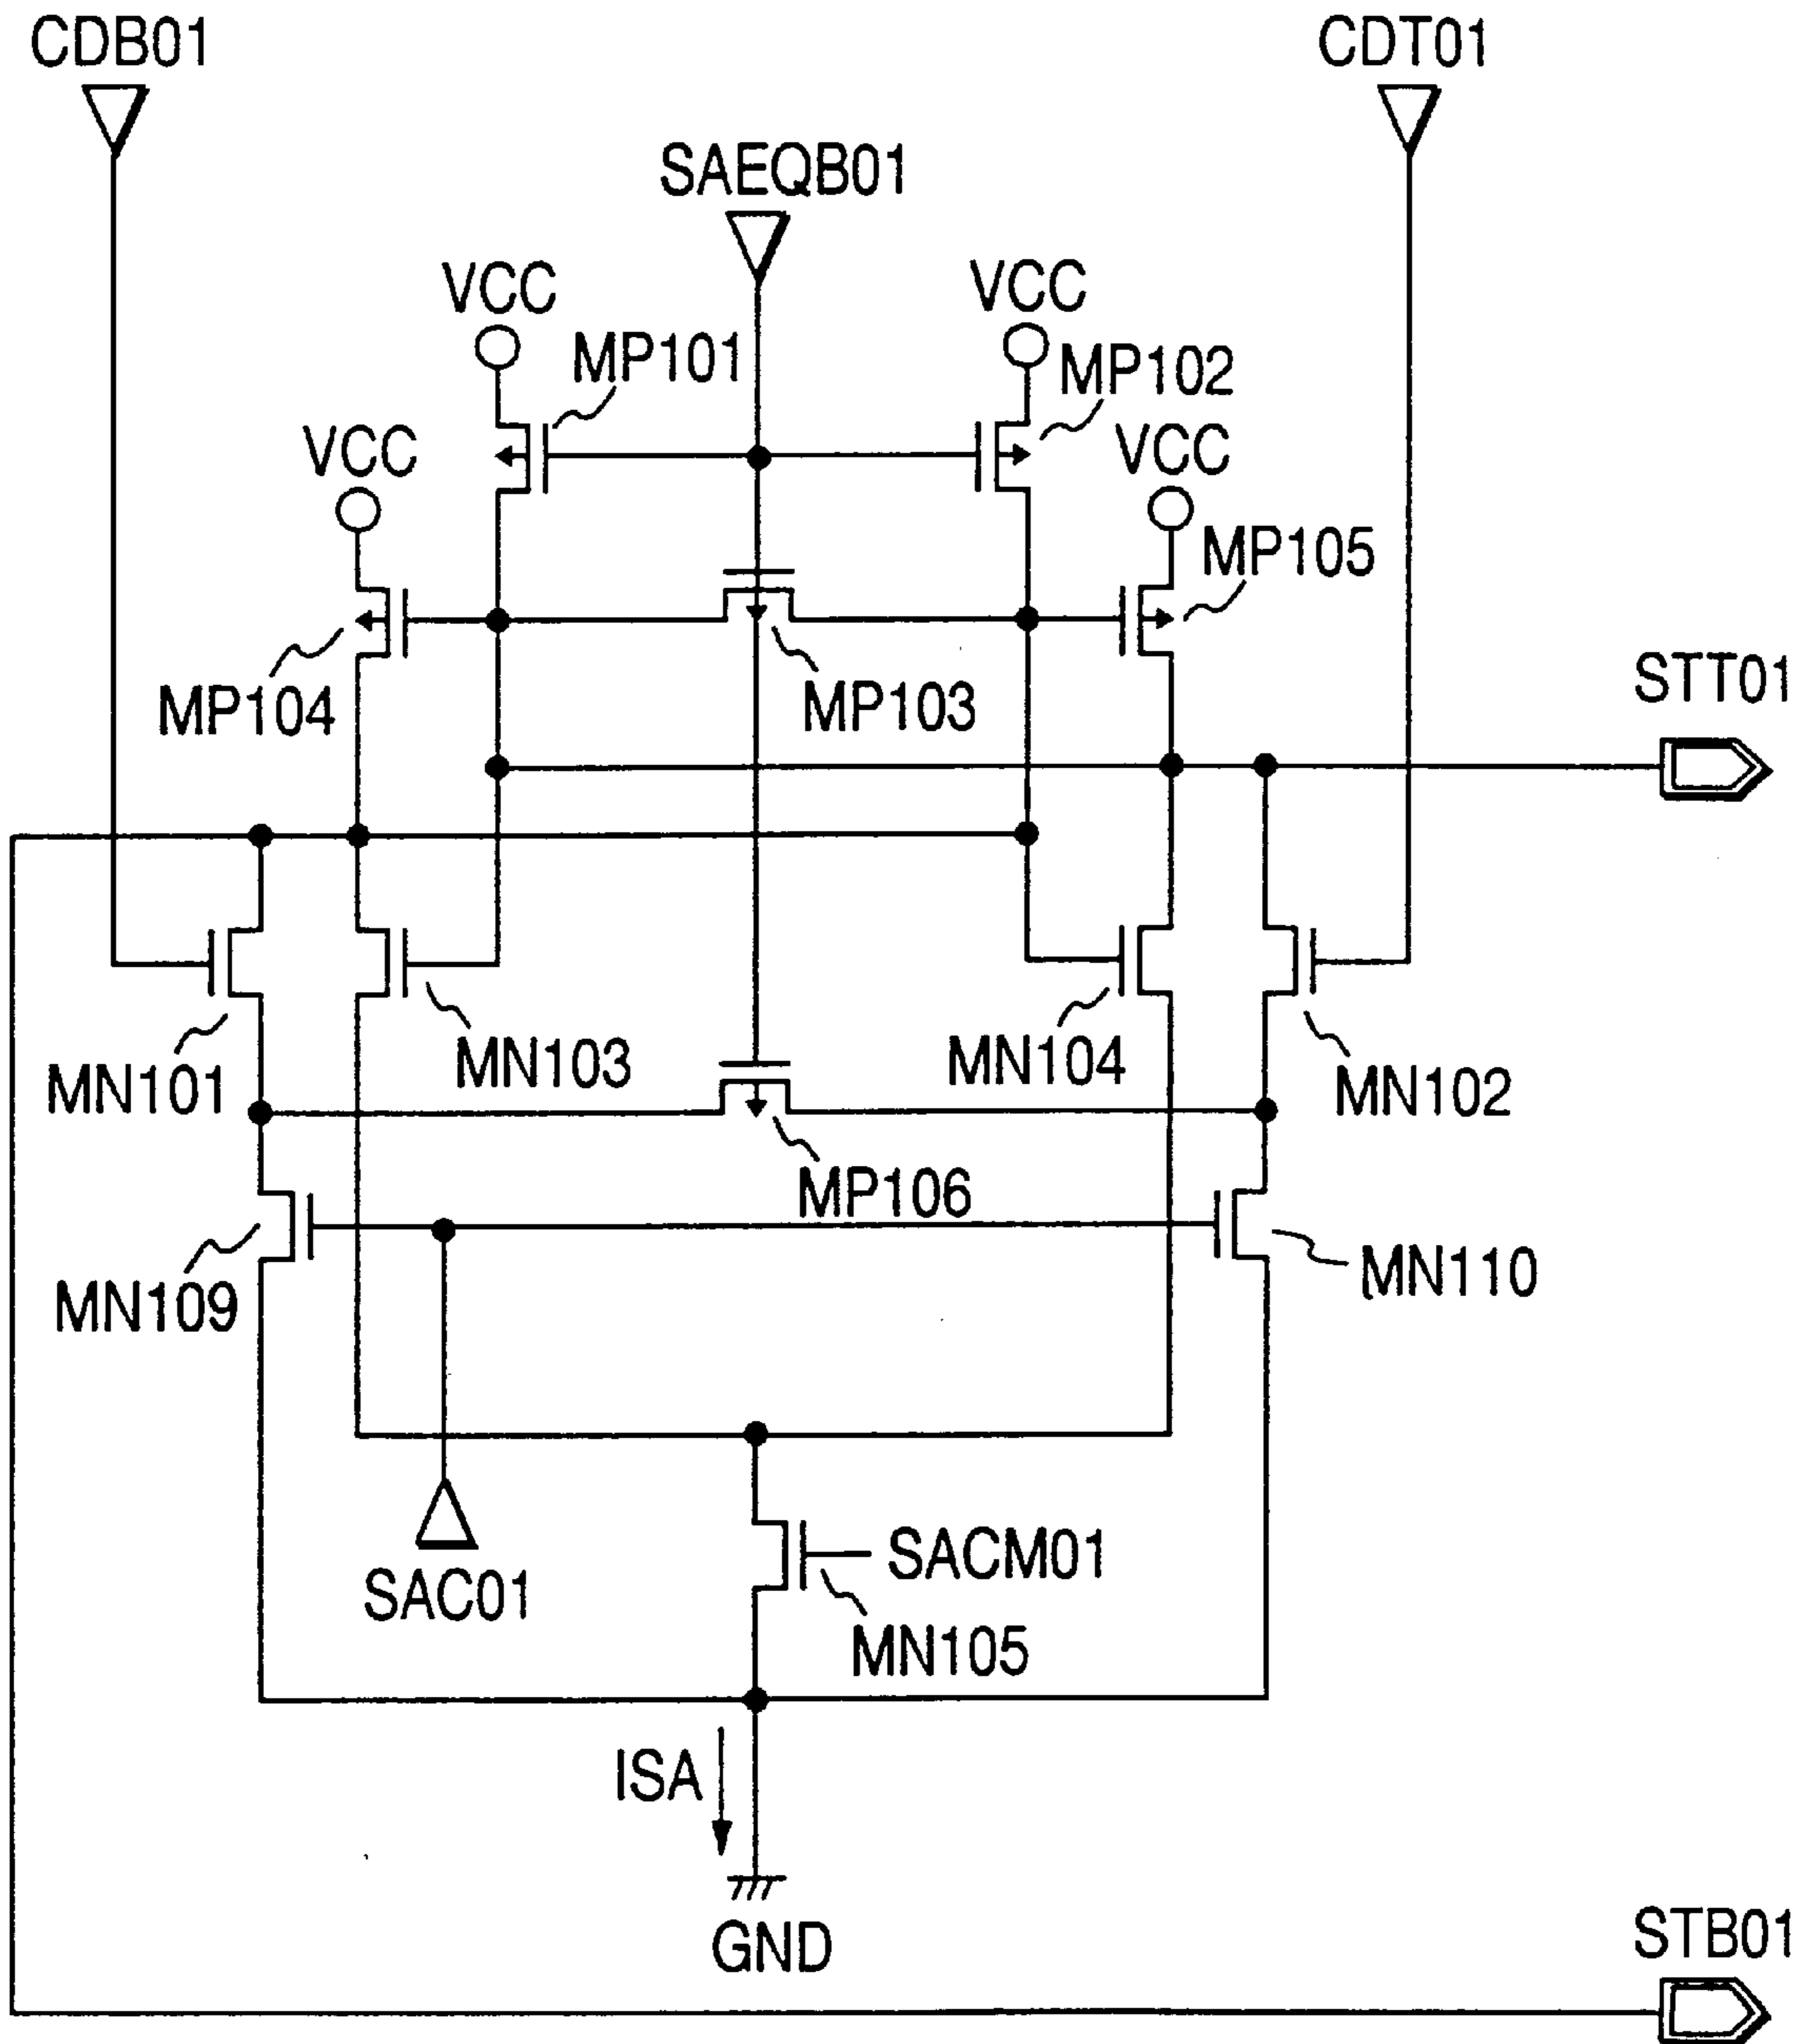 CDB01
CDT01
SAEQB01
VCC
VCC
MP101
MP102
VCC
VCC
MP105
MP104
MP103
STT01
MN101
MN103
MN104
MN102
MP106
MN109
MN110
SAC01
SACM01
MN105
ISA
GND
STB01